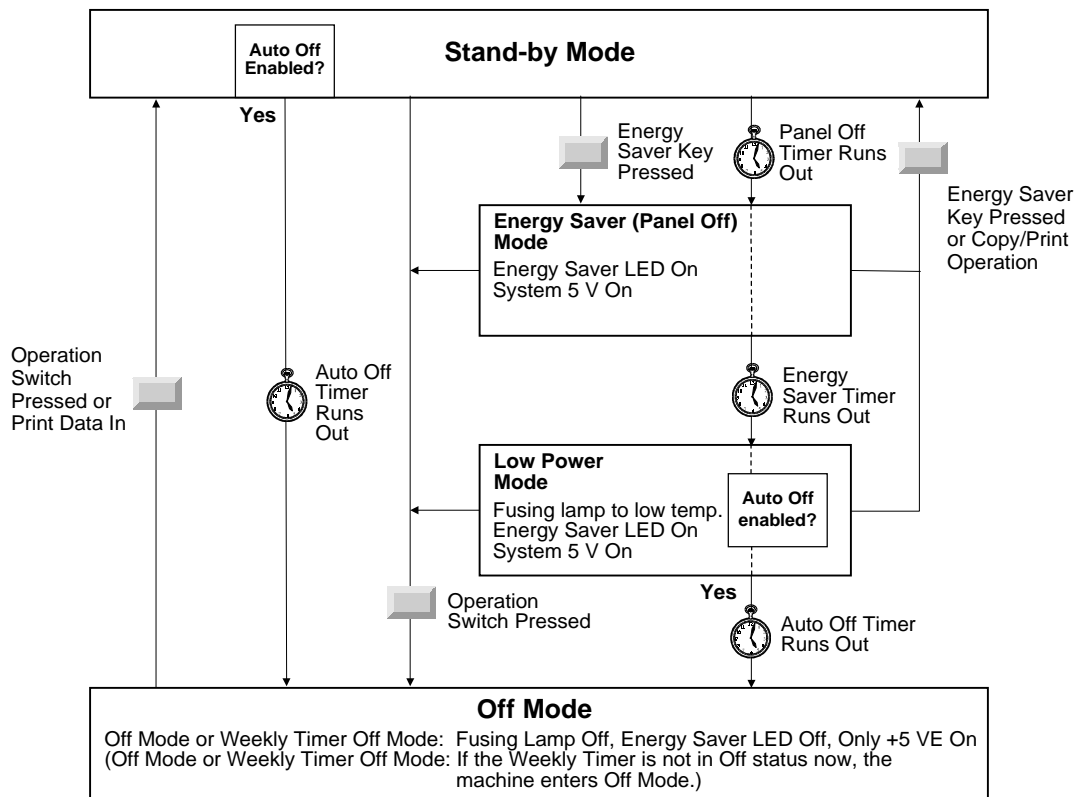 Auto Off
Enabled?
Stand-by Mode
Yes
Energy
Saver Key
Pressed
Panel Off
Timer Runs
Out
Energy Saver
Key Pressed
or Copy/Print
Operation
Energy Saver (Panel Off)
Mode
Energy Saver LED On
System 5 V On
Operation
Switch
Pressed or
Print Data In
Auto Off
Timer
Runs
Out
Energy
Saver Timer
Runs Out
Low Power
Mode
Fusing lamp to low temp.
Energy Saver LED On
System 5 V On
Auto Off
enabled?
Yes
Operation
Switch Pressed
Auto Off Timer
Runs Out
Off Mode
Off Mode or Weekly Timer Off Mode: Fusing Lamp Off, Energy Saver LED Off, Only +5 VE On
(Off Mode or Weekly Timer Off Mode: If the Weekly Timer is not in Off status now, the
machine enters Off Mode.)